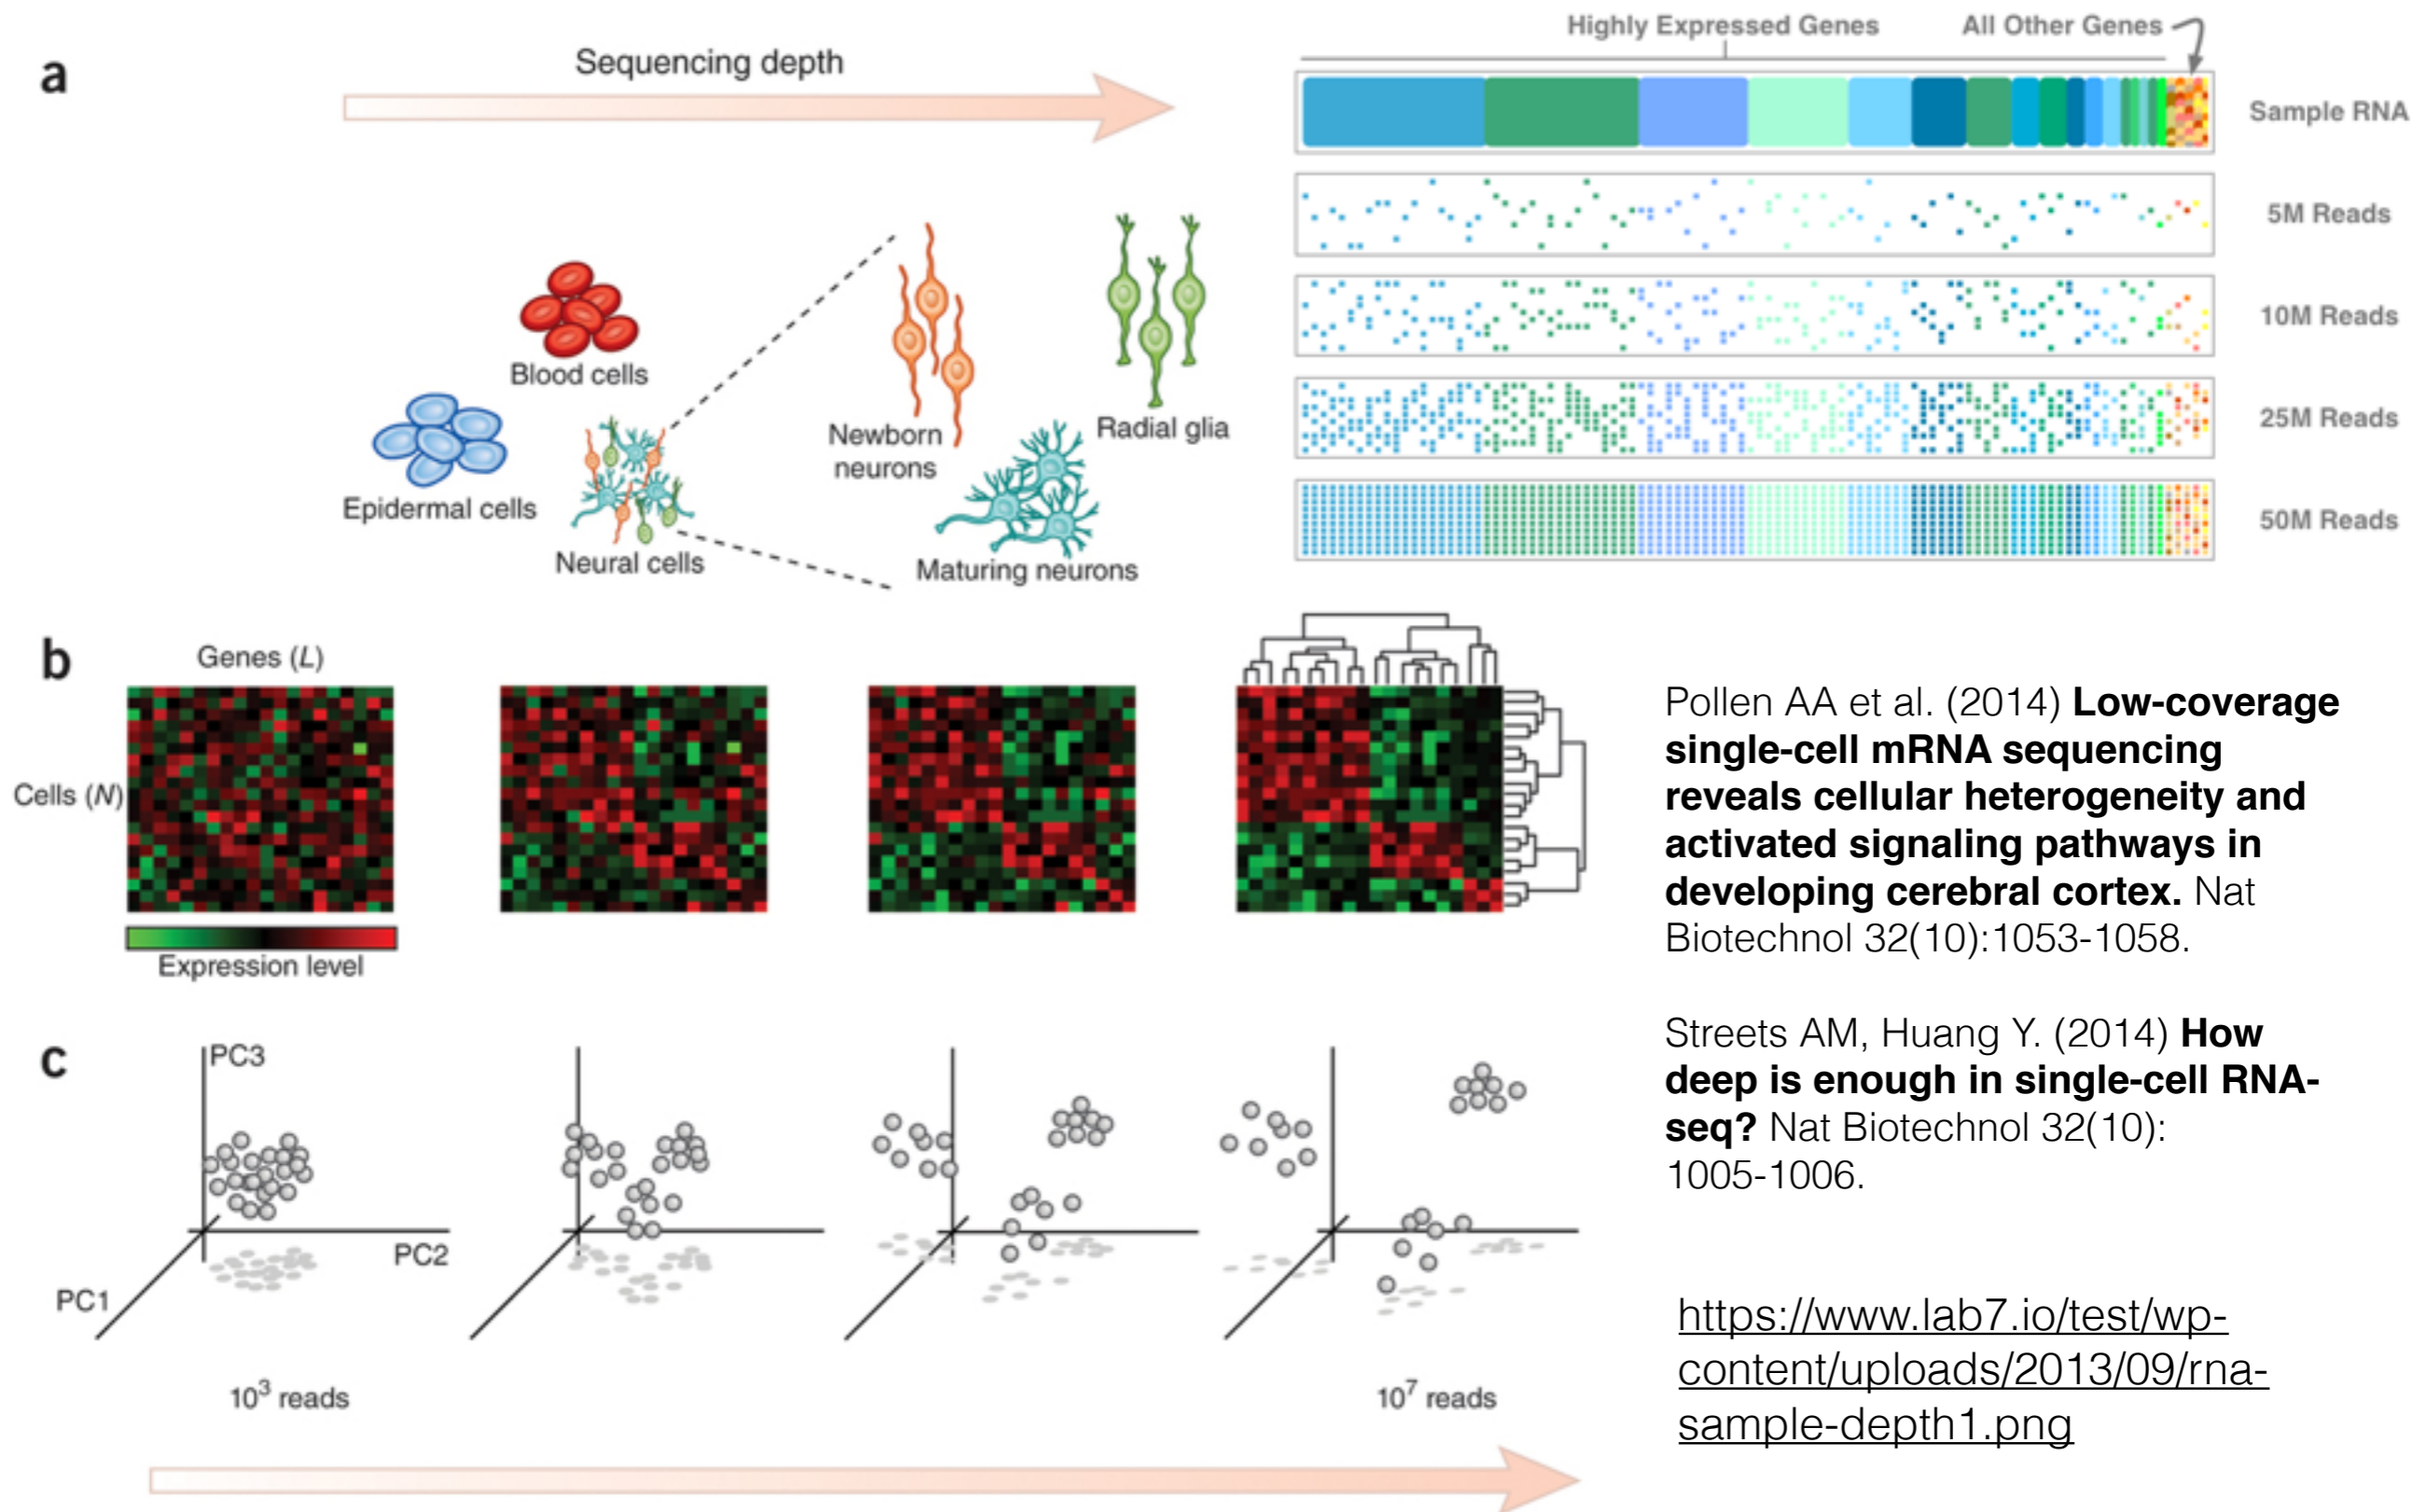 a
Sequencing depth
Blood cells
Epidermal cells
Neural cells
Newborn
neurons
Radial glia
Maturing neurons
Highly Expressed Genes
All Other Genes
Sample RNA
5M Reads
10M Reads
25M Reads
50M Reads
b
Genes (L)
Cells (N)
Expression level
Pollen AA et al. (2014) Low-coverage
single-cell mRNA sequencing
reveals cellular heterogeneity and
activated signaling pathways in
developing cerebral cortex. Nat
Biotechnol 32(10):1053-1058.
Streets AM, Huang Y. (2014) How
deep is enough in single-cell RNA-
seq? Nat Biotechnol 32(10):
1005-1006.
c
PC3
PC2
PC1
10³ reads
10⁷ reads
https://www.lab7.io/test/wp-
content/uploads/2013/09/rna-
sample-depth1.png